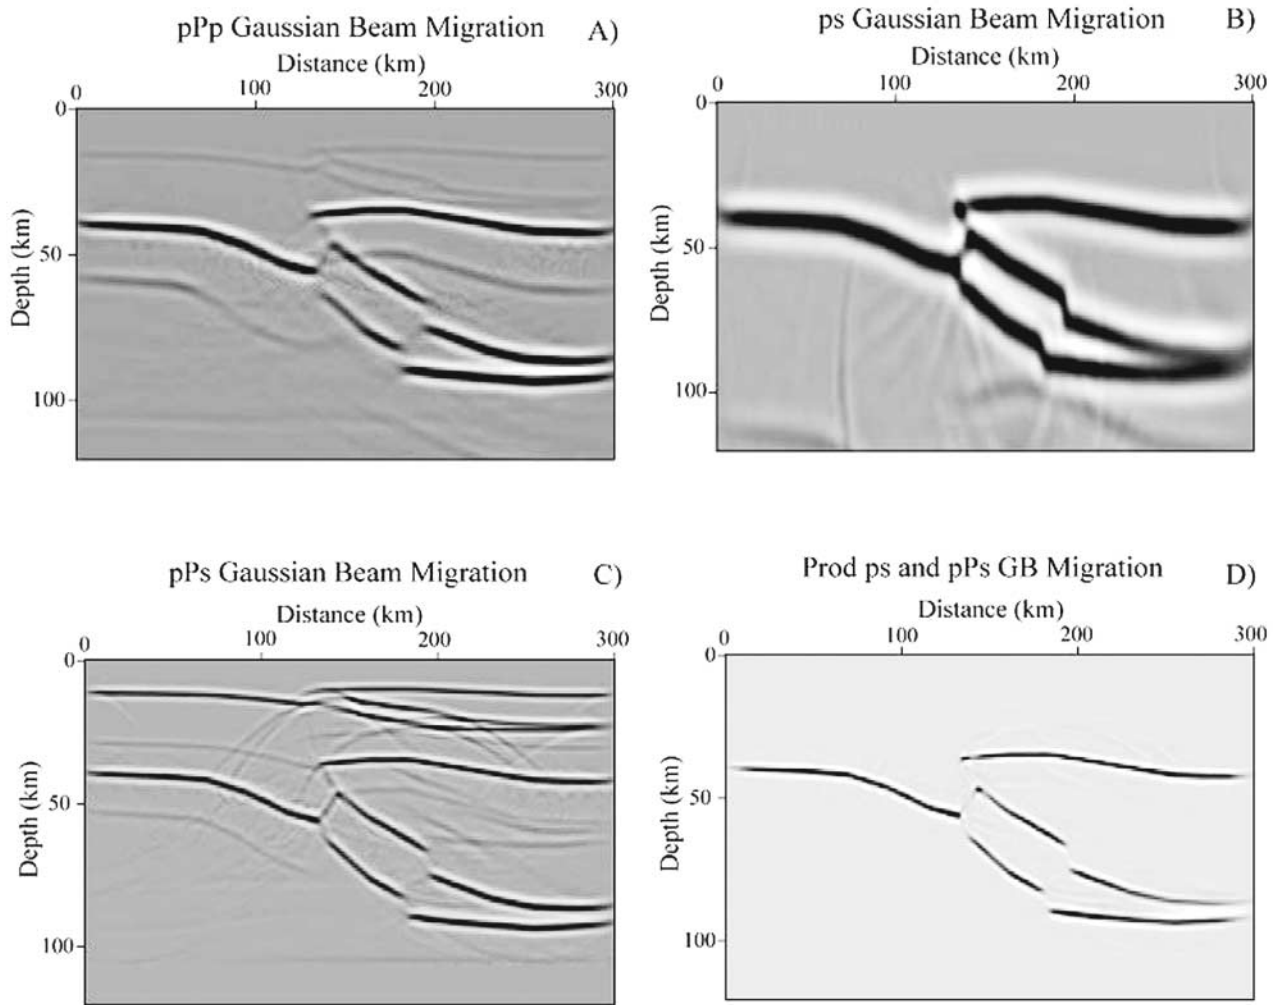 pPp Gaussian Beam Migration A)
Distance (km)
0 100 200 300
0
50
100
Depth (km)
ps Gaussian Beam Migration B)
Distance (km)
0 100 200 300
0
50
100
Depth (km)
pPs Gaussian Beam Migration C)
Distance (km)
0 100 200 300
0
50
100
Depth (km)
Prod ps and pPs GB Migration D)
Distance (km)
0 100 200 300
0
50
100
Depth (km)